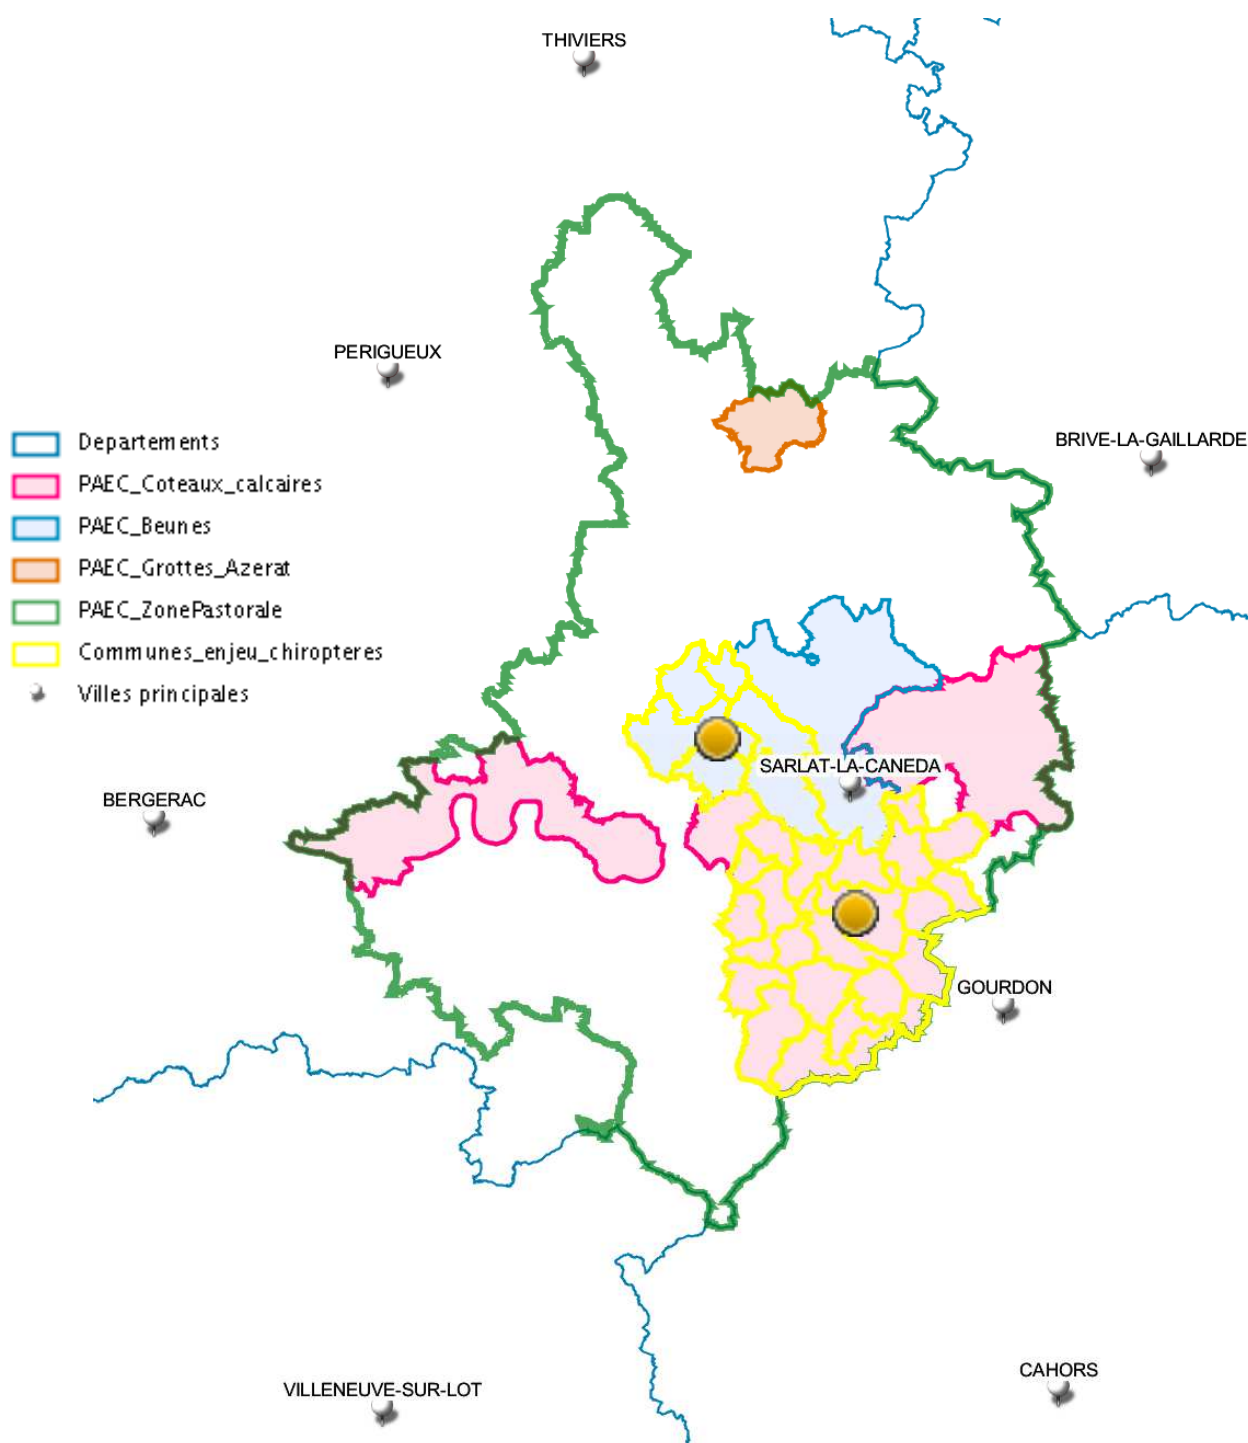 THIVIERS
PERIGUEUX
BRIVE-LA-GAILLARDE
Departements
PAEC_Coteaux_calcaires
PAEC_Beunes
PAEC_Grottes_Azerat
PAEC_ZonePastorale
Communes_enjeu_chiropteres
Villes principales
SARLAT-LA-CANEDA
BERGERAC
GOURDON
CAHORS
VILLENEUVE-SUR-LOT